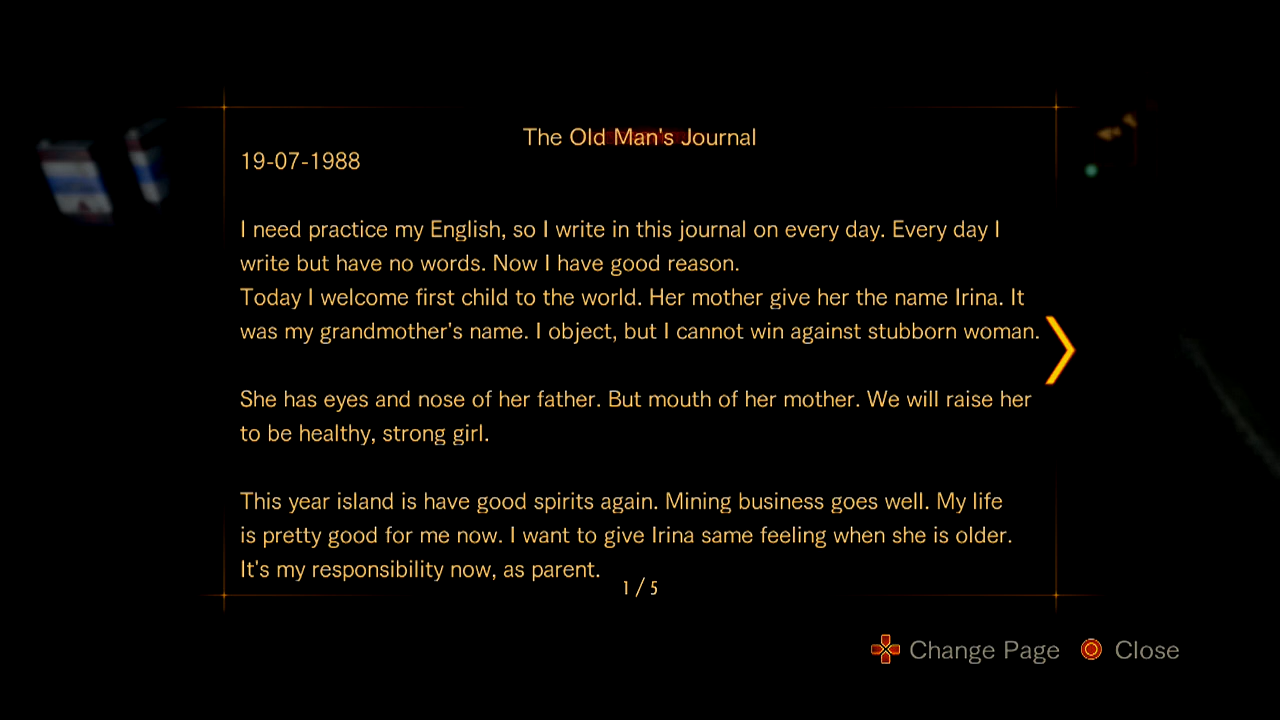 The Old Man's Journal
19-07-1988
I need practice my English, so I write in this journal on every day. Every day I
write but have no words. Now I have good reason.
Today I welcome first child to the world. Her mother give her the name Irina. It
was my grandmother's name. I object, but I cannot win against stubborn woman.
She has eyes and nose of her father. But mouth of her mother. We will raise her
to be healthy, strong girl.
This year island is have good spirits again. Mining business goes well. My life
is pretty good for me now. I want to give Irina same feeling when she is older.
It's my responsibility now, as parent.
1 / 5
Change Page Close